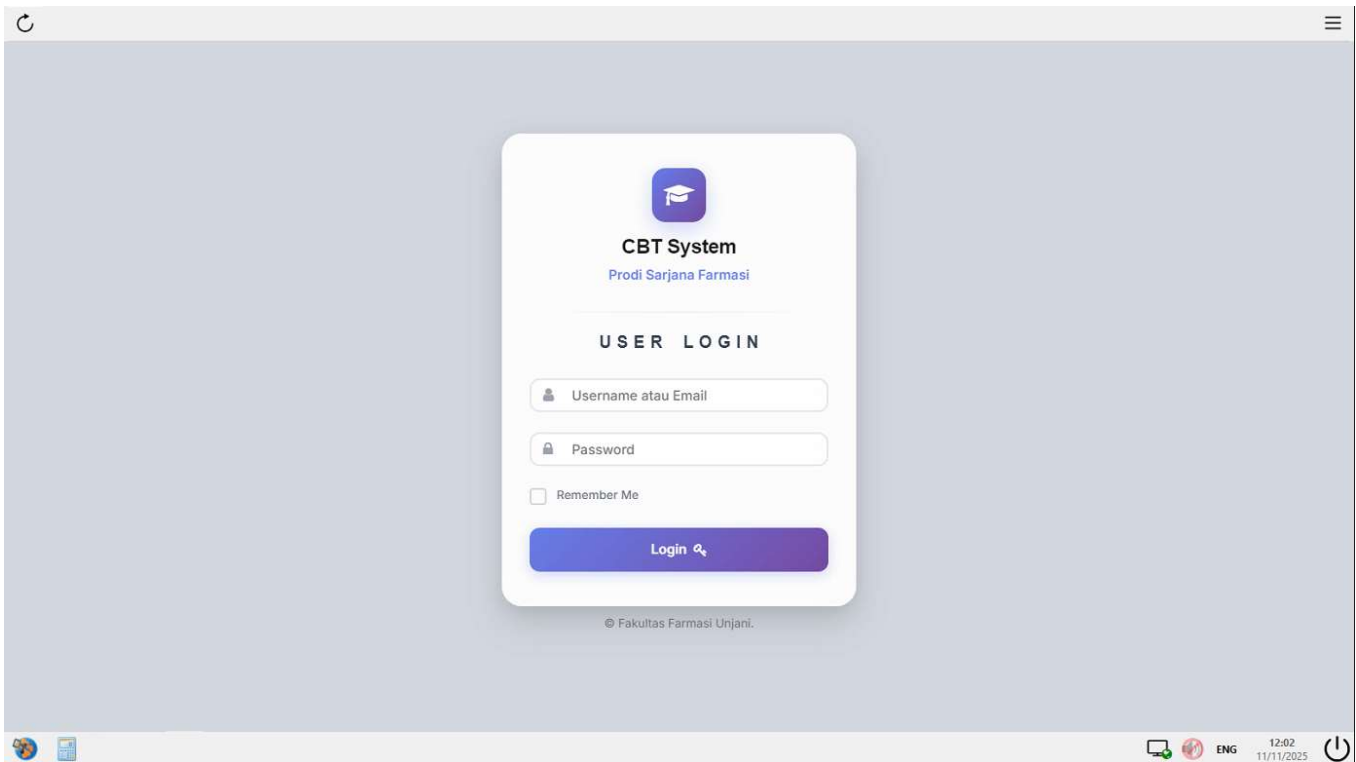 CBT System
Prodi Sarjana Farmasi
USER LOGIN
Username atau Email
Password
Remember Me
Login
© Fakultas Farmasi Unjani.
ENG
12:02
11/11/2025